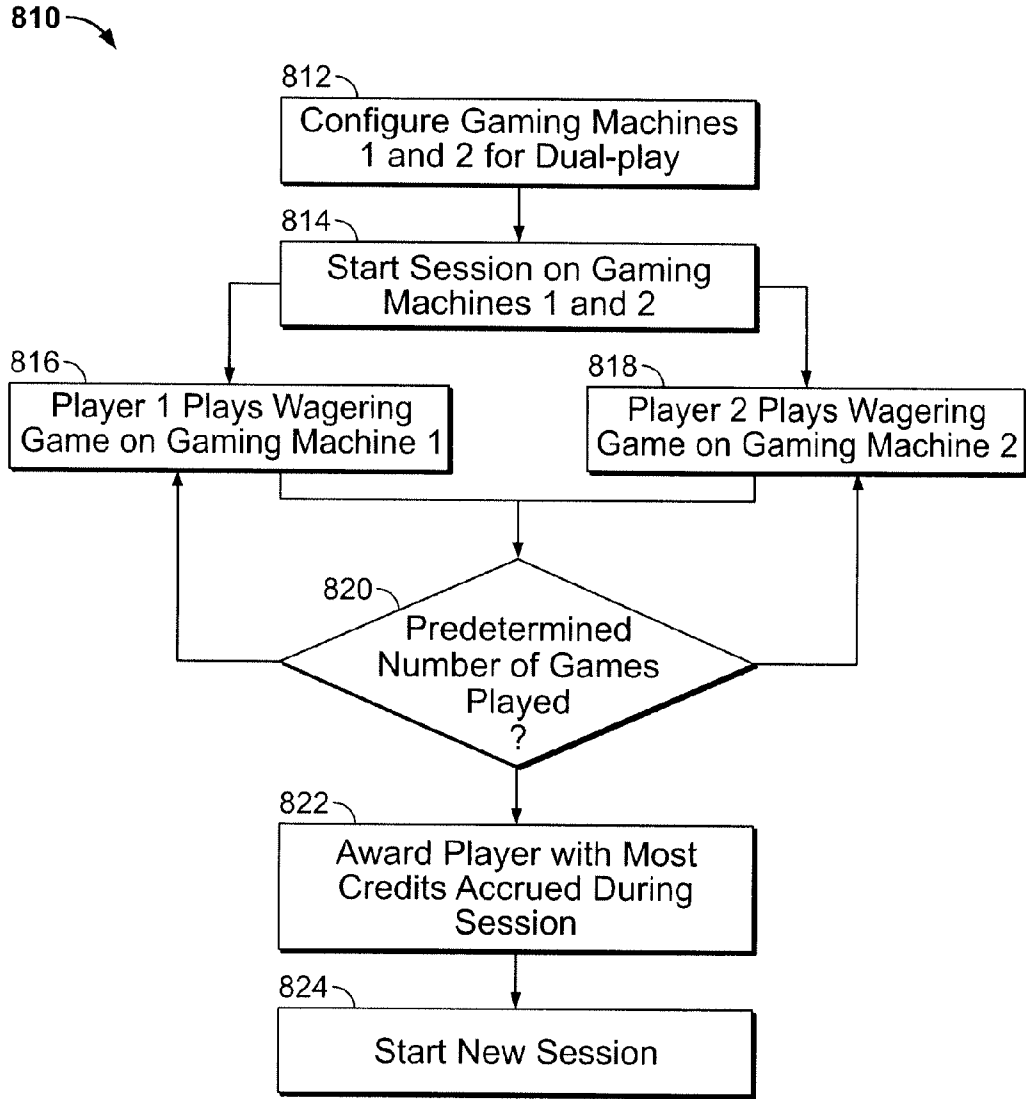 810
812
Configure Gaming Machines
1 and 2 for Dual-play
814
Start Session on Gaming
Machines 1 and 2
816
Player 1 Plays Wagering
Game on Gaming Machine 1
818
Player 2 Plays Wagering
Game on Gaming Machine 2
820
Predetermined
Number of Games
Played
?
822
Award Player with Most
Credits Accrued During
Session
824
Start New Session